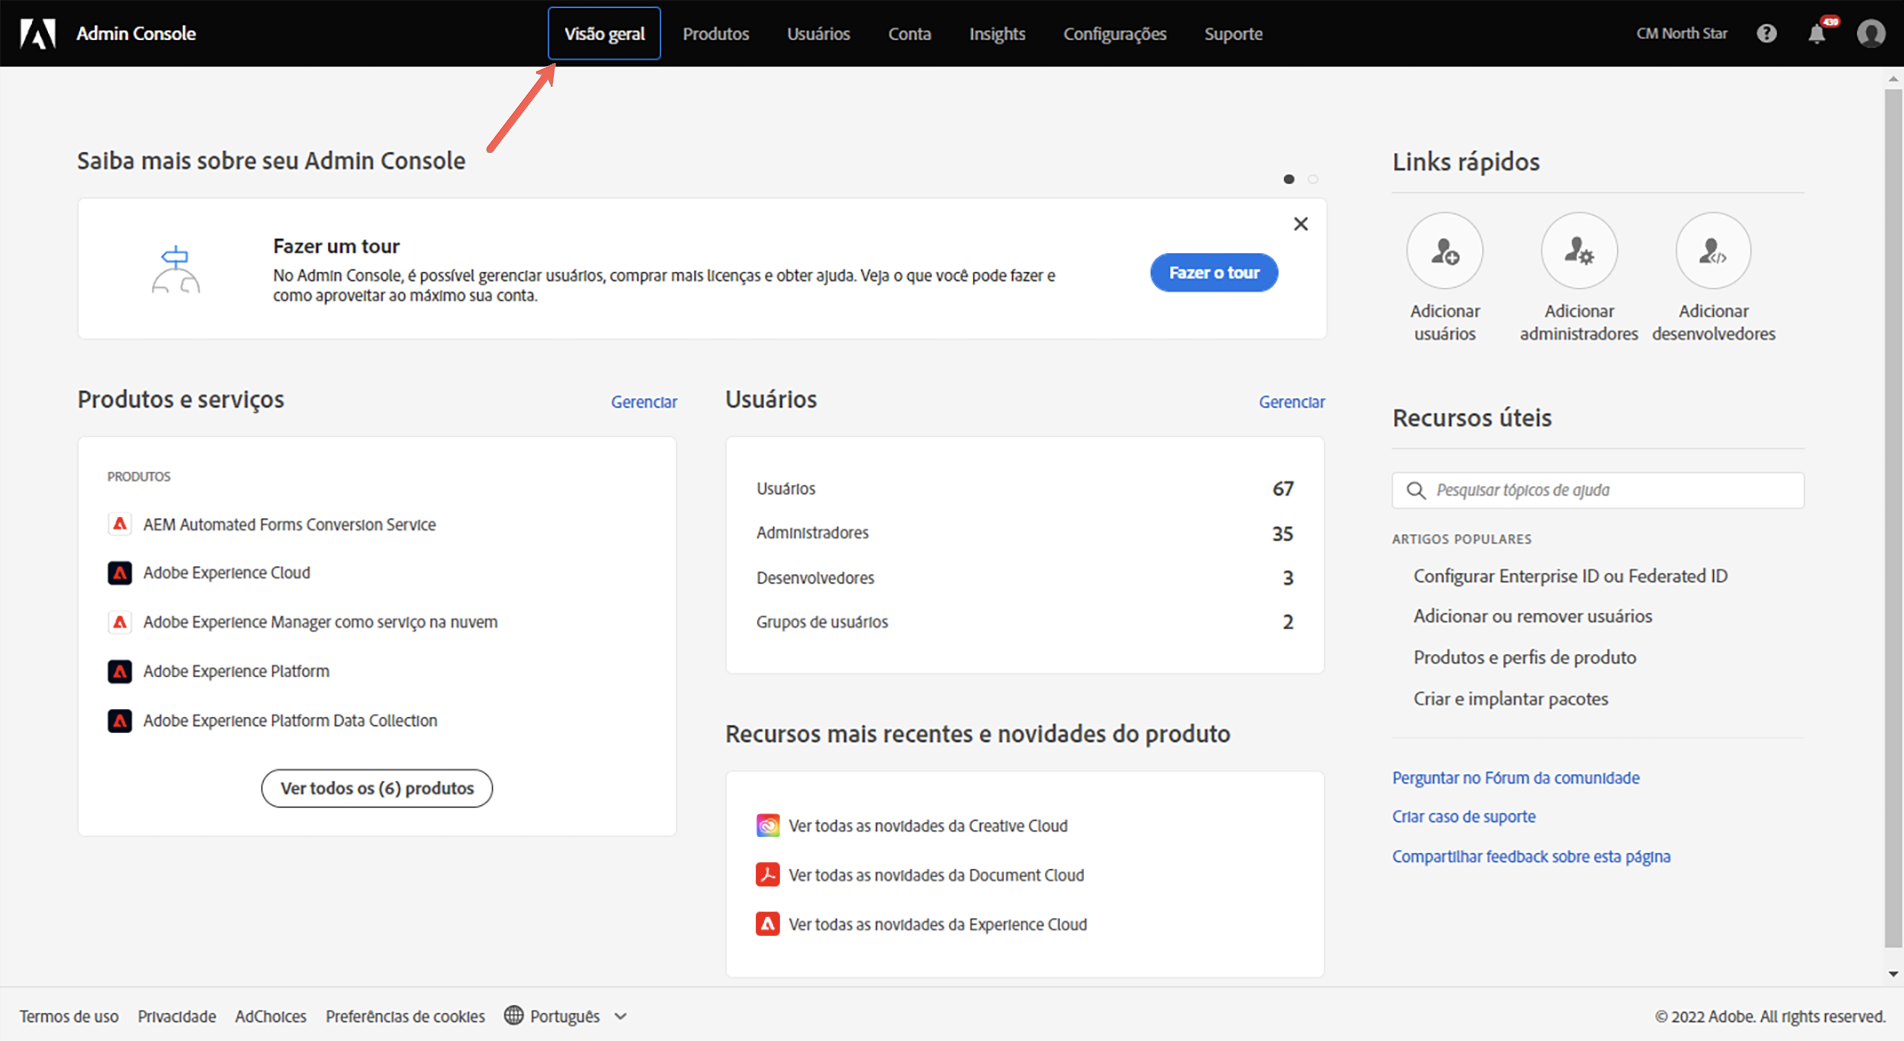 Admin Console
Visão geral
Produtos
Usuários
Conta
Insights
Configurações
Suporte
CM North Star
439
Saiba mais sobre seu Admin Console
Fazer um tour
No Admin Console, é possível gerenciar usuários, comprar mais licenças e obter ajuda. Veja o que você pode fazer e
como aproveitar ao máximo sua conta.
Fazer o tour
Produtos e serviços
Gerenciar
PRODUTOS
AEM Automated Forms Conversion Service
Adobe Experience Cloud
Adobe Experience Manager como serviço na nuvem
Adobe Experience Platform
Adobe Experience Platform Data Collection
Ver todos os (6) produtos
Usuários
Gerenciar
Usuários 67
Administradores 35
Desenvolvedores 3
Grupos de usuários 2
Recursos mais recentes e novidades do produto
Ver todas as novidades da Creative Cloud
Ver todas as novidades da Document Cloud
Ver todas as novidades da Experience Cloud
Links rápidos
Adicionar
usuários
Adicionar
administradores
Adicionar
desenvolvedores
Recursos úteis
Pesquisar tópicos de ajuda
ARTIGOS POPULARES
Configurar Enterprise ID ou Federated ID
Adicionar ou remover usuários
Produtos e perfis de produto
Criar e implantar pacotes
Perguntar no Fórum da comunidade
Criar caso de suporte
Compartilhar feedback sobre esta página
Termos de uso
Privacidade
AdChoices
Preferências de cookies
Português
© 2022 Adobe. All rights reserved.